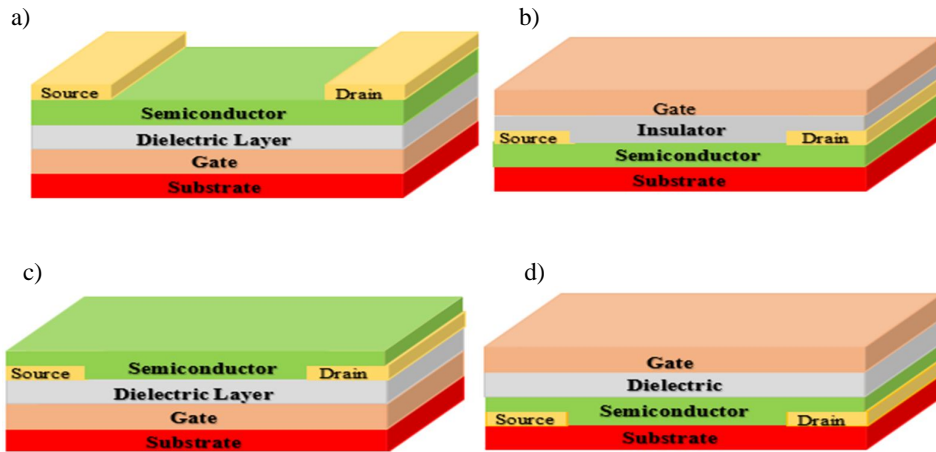 a)
Source
Drain
Semiconductor
Dielectric Layer
Gate
Substrate
b)
Gate
Insulator
Source
Drain
Semiconductor
Substrate
c)
Semiconductor
Source
Drain
Dielectric Layer
Gate
Substrate
d)
Gate
Dielectric
Semiconductor
Source
Drain
Substrate